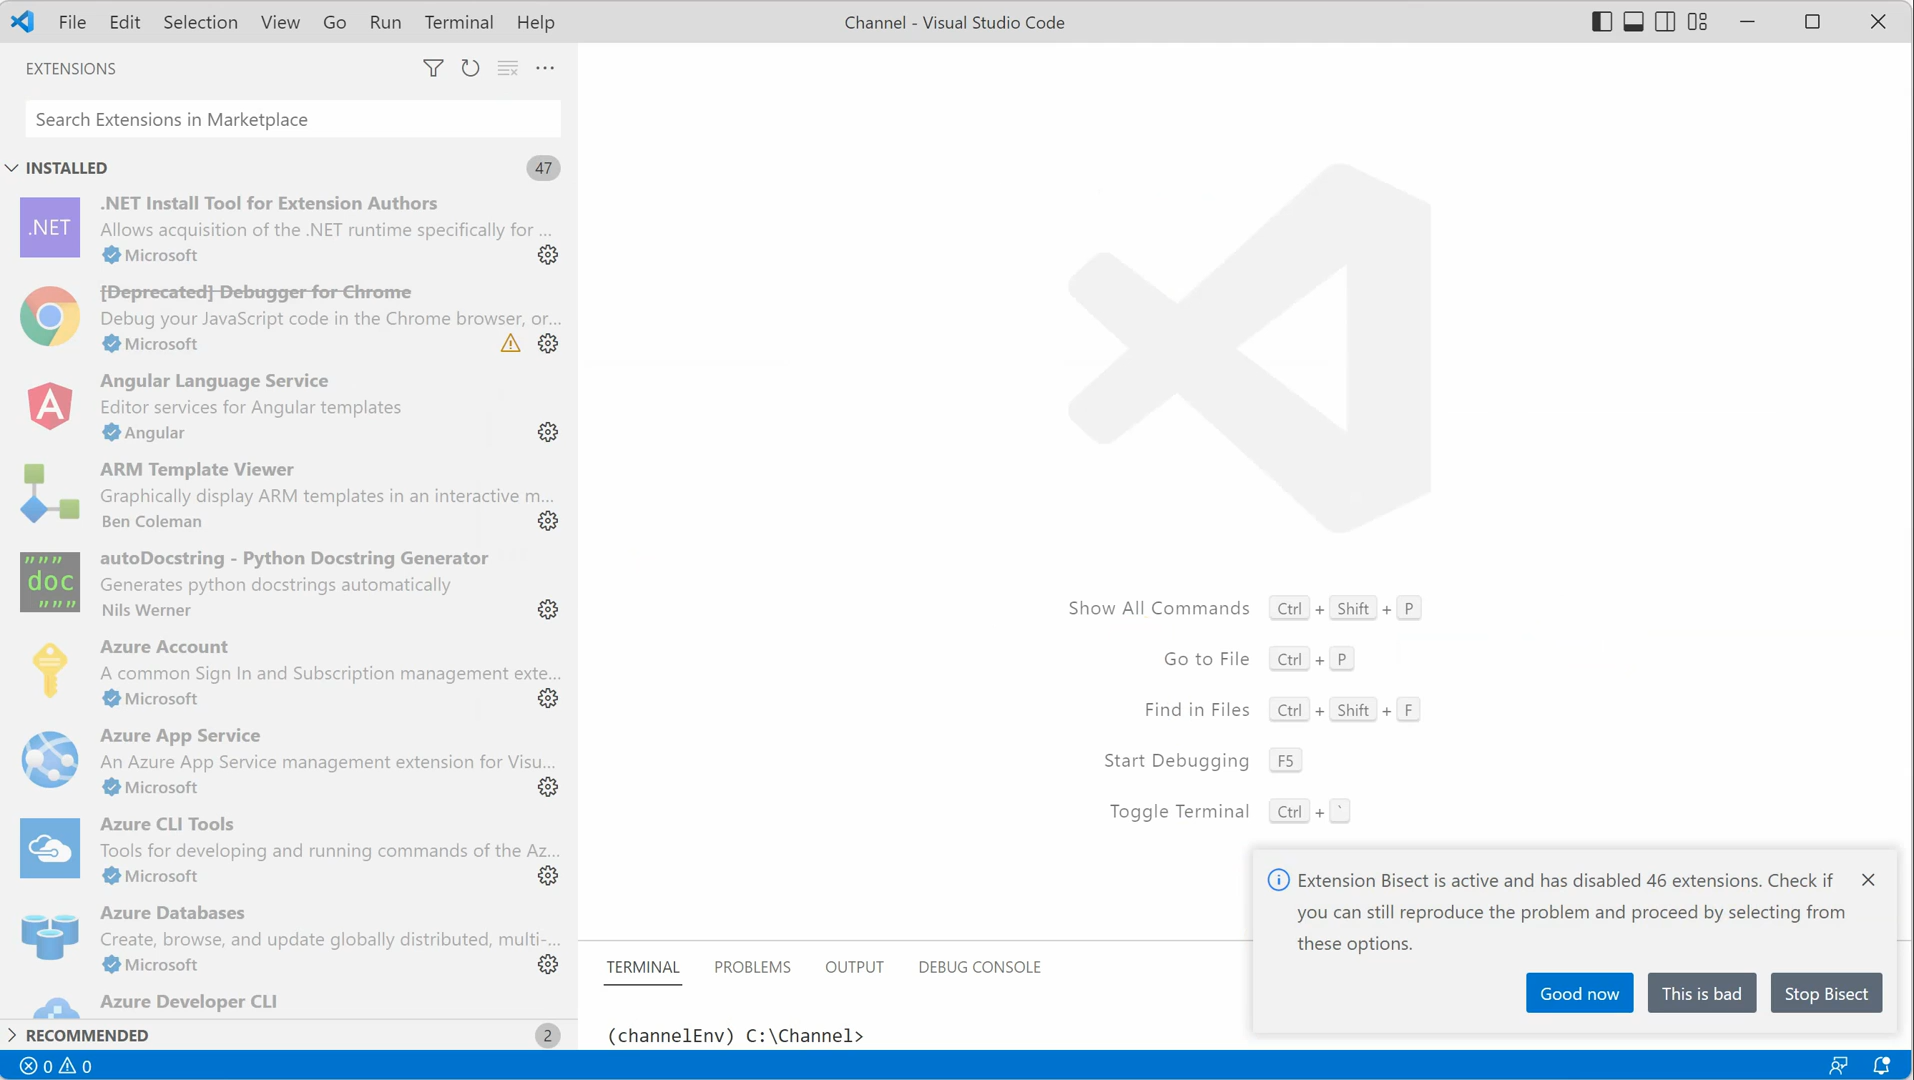 File Edit Selection View Go Run Terminal Help
Channel - Visual Studio Code
EXTENSIONS
Search Extensions in Marketplace
INSTALLED 47
.NET
.NET Install Tool for Extension Authors
Allows acquisition of the .NET runtime specifically for ...
Microsoft
[Deprecated] Debugger for Chrome
Debug your JavaScript code in the Chrome browser, or...
Microsoft
A
Angular Language Service
Editor services for Angular templates
Angular
ARM Template Viewer
Graphically display ARM templates in an interactive m...
Ben Coleman
"""
doc
"""
autoDocstring - Python Docstring Generator
Generates python docstrings automatically
Nils Werner
Azure Account
A common Sign In and Subscription management exte...
Microsoft
Azure App Service
An Azure App Service management extension for Visu...
Microsoft
Azure CLI Tools
Tools for developing and running commands of the Az...
Microsoft
Azure Databases
Create, browse, and update globally distributed, multi-...
Microsoft
Azure Developer CLI
RECOMMENDED 2
Show All Commands Ctrl + Shift + P
Go to File Ctrl + P
Find in Files Ctrl + Shift + F
Start Debugging F5
Toggle Terminal Ctrl + `
Extension Bisect is active and has disabled 46 extensions. Check if
you can still reproduce the problem and proceed by selecting from
these options.
Good now This is bad Stop Bisect
TERMINAL PROBLEMS OUTPUT DEBUG CONSOLE
(channelEnv) C:\Channel>
0 0